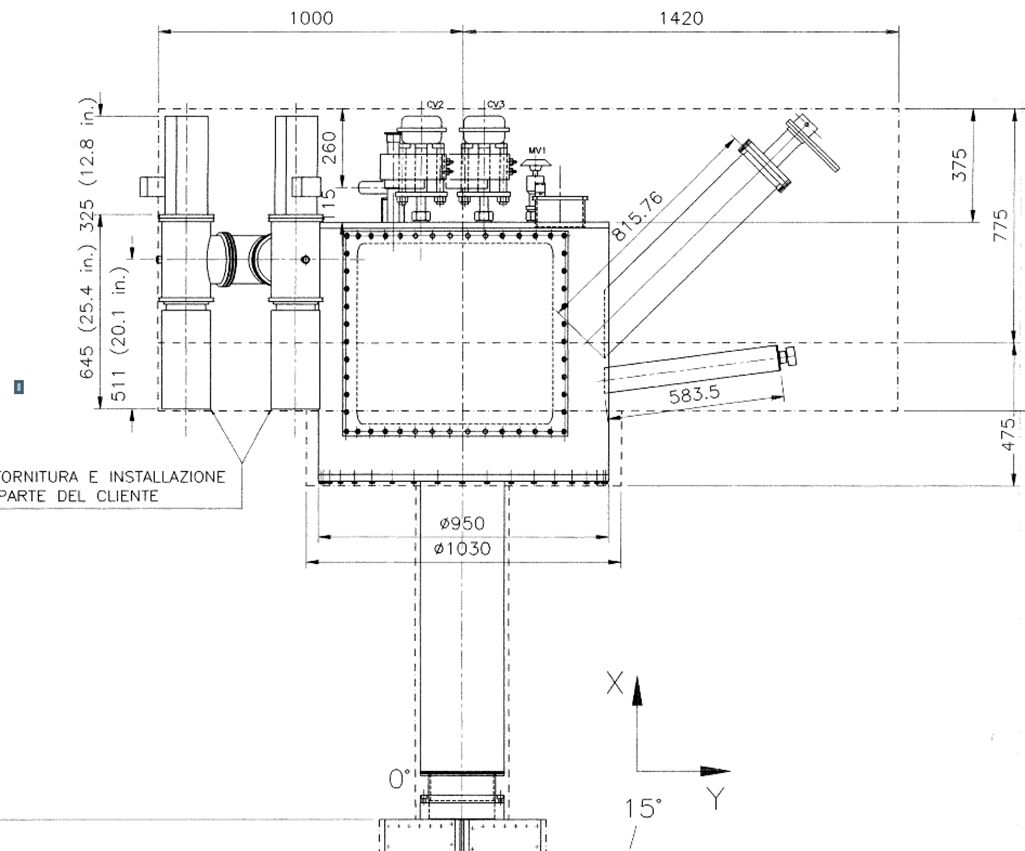 1000
1420
CV2
CV3
MV1
260
115
375
775
815.76
325 (12.8 in.)
645 (25.4 in.)
511 (20.1 in.)
583.5
475
FORNITURA E INSTALLAZIONE
PARTE DEL CLIENTE
ø950
ø1030
X
Y
0°
15°